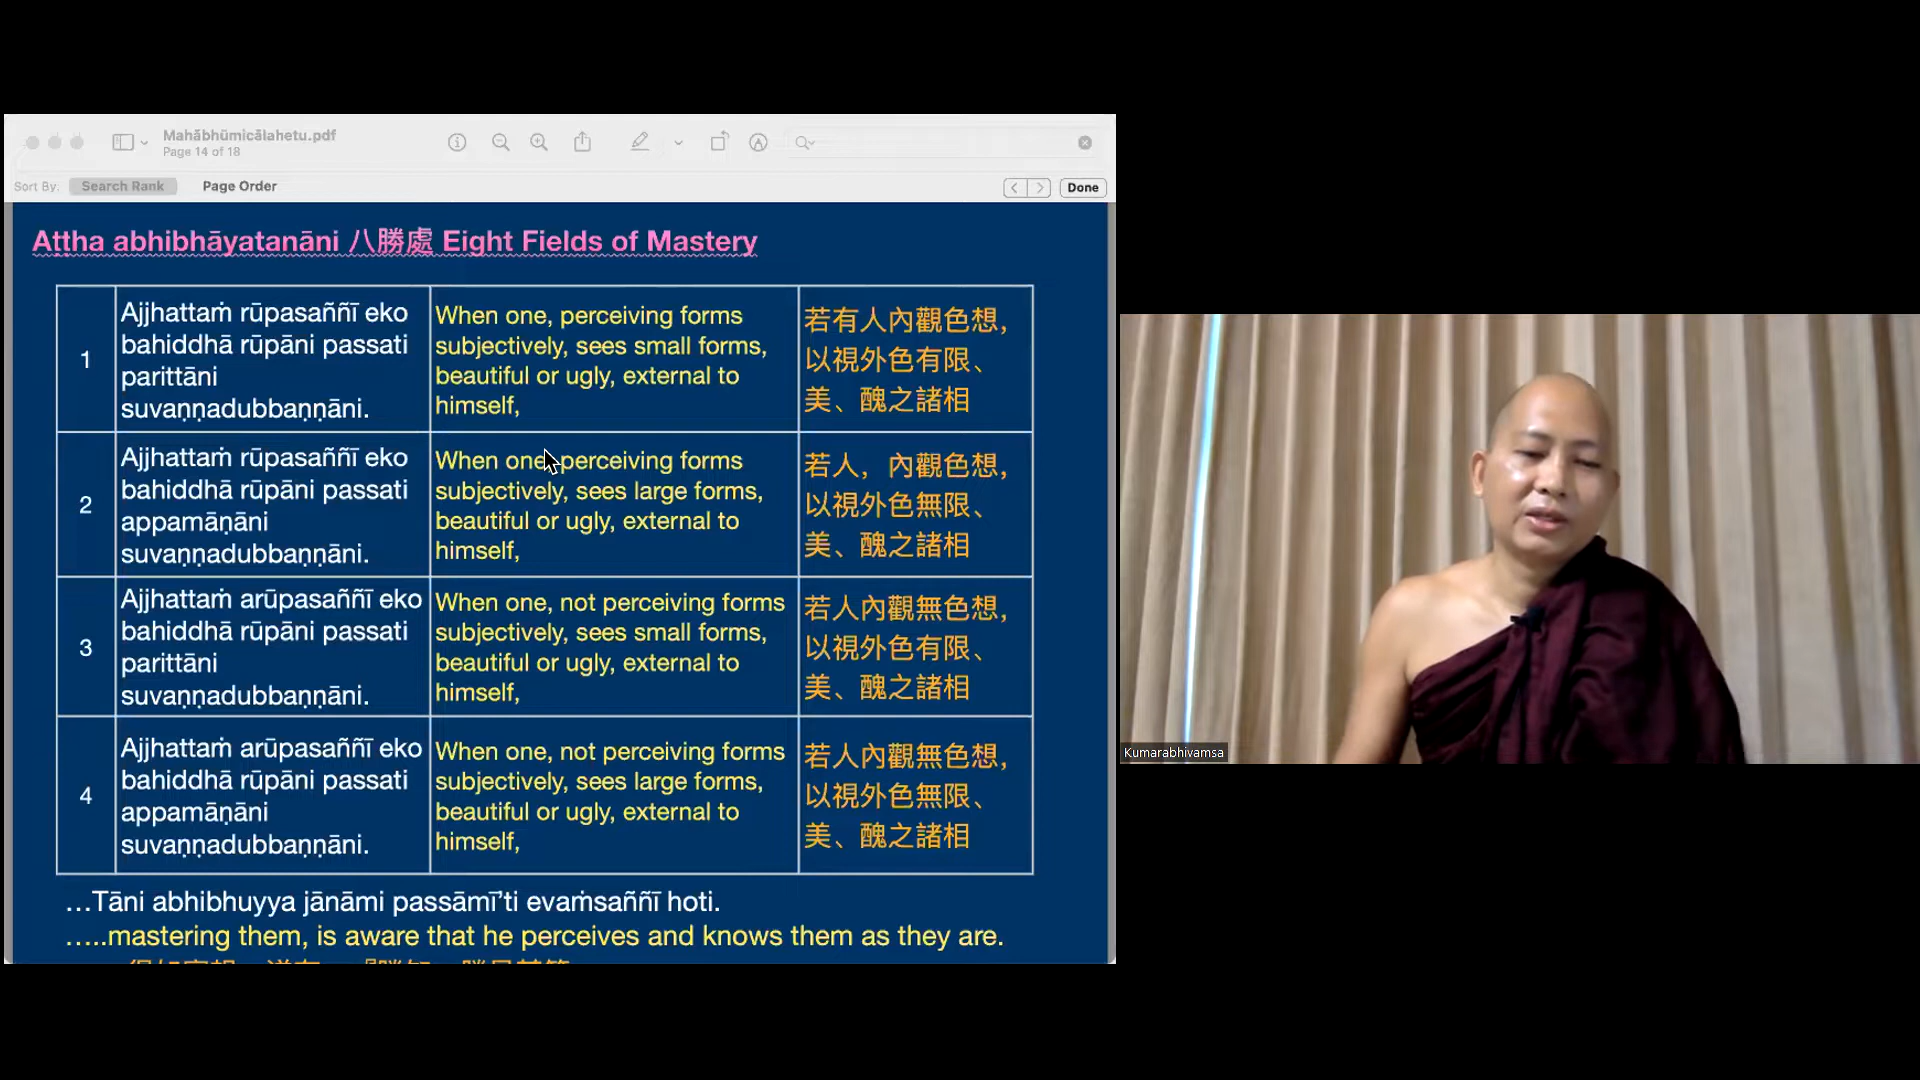 Mahābhūmicālahetu.pdf
Page 14 of 18
Sort By:
Search Rank
Page Order
Done
Aṭṭha abhibhāyatanāni 八勝處 Eight Fields of Mastery
1
Ajjhattaṁ rūpasaññī eko
bahiddhā rūpāni passati
parittāni
suvaṇṇadubbaṇṇāni.
When one, perceiving forms
subjectively, sees small forms,
beautiful or ugly, external to
himself,
若有人內觀色想,
以視外色有限、
美、醜之諸相
2
Ajjhattaṁ rūpasaññī eko
bahiddhā rūpāni passati
appamāṇāni
suvaṇṇadubbaṇṇāni.
When one, perceiving forms
subjectively, sees large forms,
beautiful or ugly, external to
himself,
若人，內觀色想,
以視外色無限、
美、醜之諸相
3
Ajjhattaṁ arūpasaññī eko
bahiddhā rūpāni passati
parittāni
suvaṇṇadubbaṇṇāni.
When one, not perceiving forms
subjectively, sees small forms,
beautiful or ugly, external to
himself,
若人內觀無色想,
以視外色有限、
美、醜之諸相
4
Ajjhattaṁ arūpasaññī eko
bahiddhā rūpāni passati
appamāṇāni
suvaṇṇadubbaṇṇāni.
When one, not perceiving forms
subjectively, sees large forms,
beautiful or ugly, external to
himself,
若人內觀無色想,
以視外色無限、
美、醜之諸相
…Tāni abhibhuyya jānāmi passāmī’ti evaṁsaññī hoti.
…..mastering them, is aware that he perceives and knows them as they are.
Kumarabhivamsa